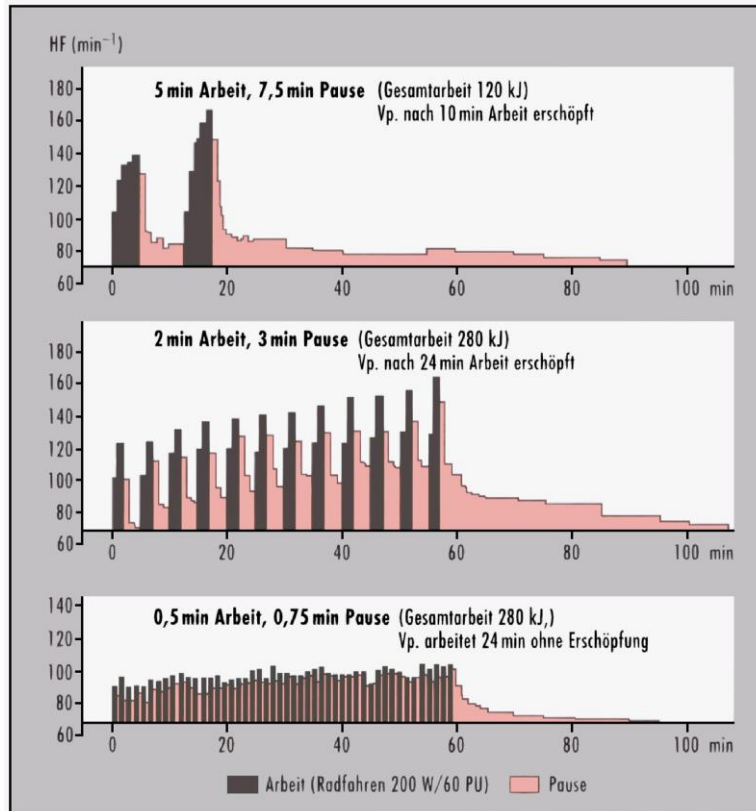 HF (min⁻¹)
5 min Arbeit, 7,5 min Pause (Gesamtarbeit 120 kJ)
Vp. nach 10 min Arbeit erschöpft
180
160
140
120
100
80
60
0 20 40 60 80 100 min
2 min Arbeit, 3 min Pause (Gesamtarbeit 280 kJ)
Vp. nach 24 min Arbeit erschöpft
180
160
140
120
100
80
60
0 20 40 60 80 100 min
0,5 min Arbeit, 0,75 min Pause (Gesamtarbeit 280 kJ,)
Vp. arbeitet 24 min ohne Erschöpfung
140
120
100
80
60
0 20 40 60 80 100 min
Arbeit (Radfahren 200 W/60 PU) Pause